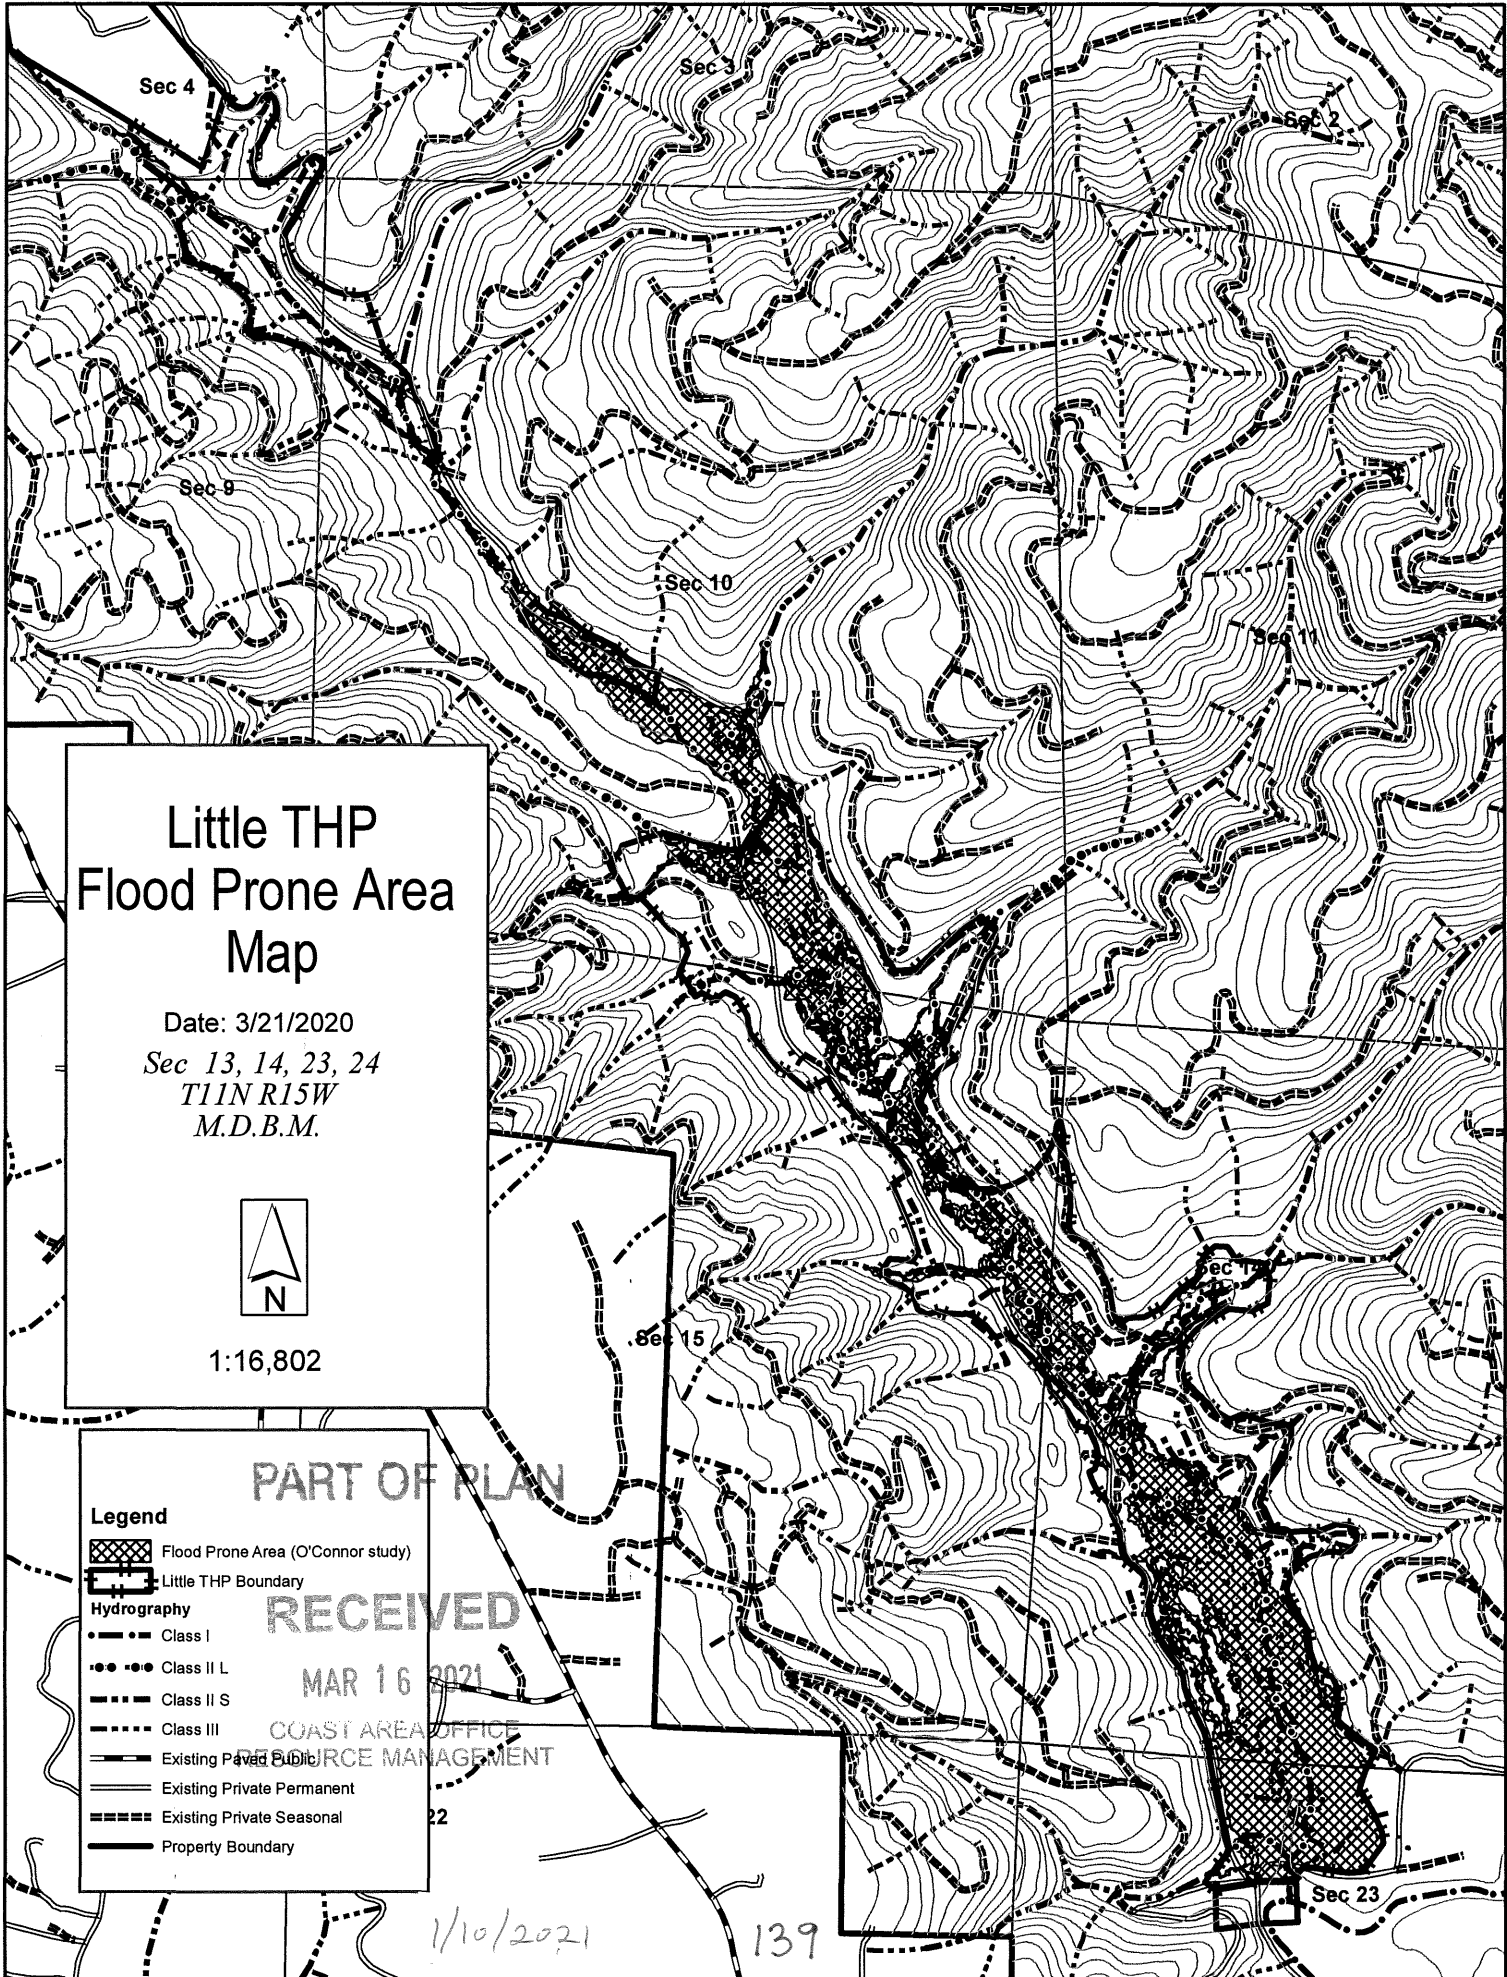 Sec 4
Sec 3
Sec 2
Sec 9
Sec 10
Sec 11
Little THP
Flood Prone Area
Map
Date: 3/21/2020
Sec 13, 14, 23, 24
T11N R15W
M.D.B.M.
N
1:16,802
Sec 14
Sec 15
PART OF PLAN
Legend
Flood Prone Area (O'Connor study)
Little THP Boundary
Hydrography
RECEIVED
Class I
Class II L
MAR 16 2021
Class II S
Class III
COAST AREA OFFICE
RESOURCE MANAGEMENT
Existing Paved Public
Existing Private Permanent
Existing Private Seasonal
22
Property Boundary
Sec 23
1/10/2021
139